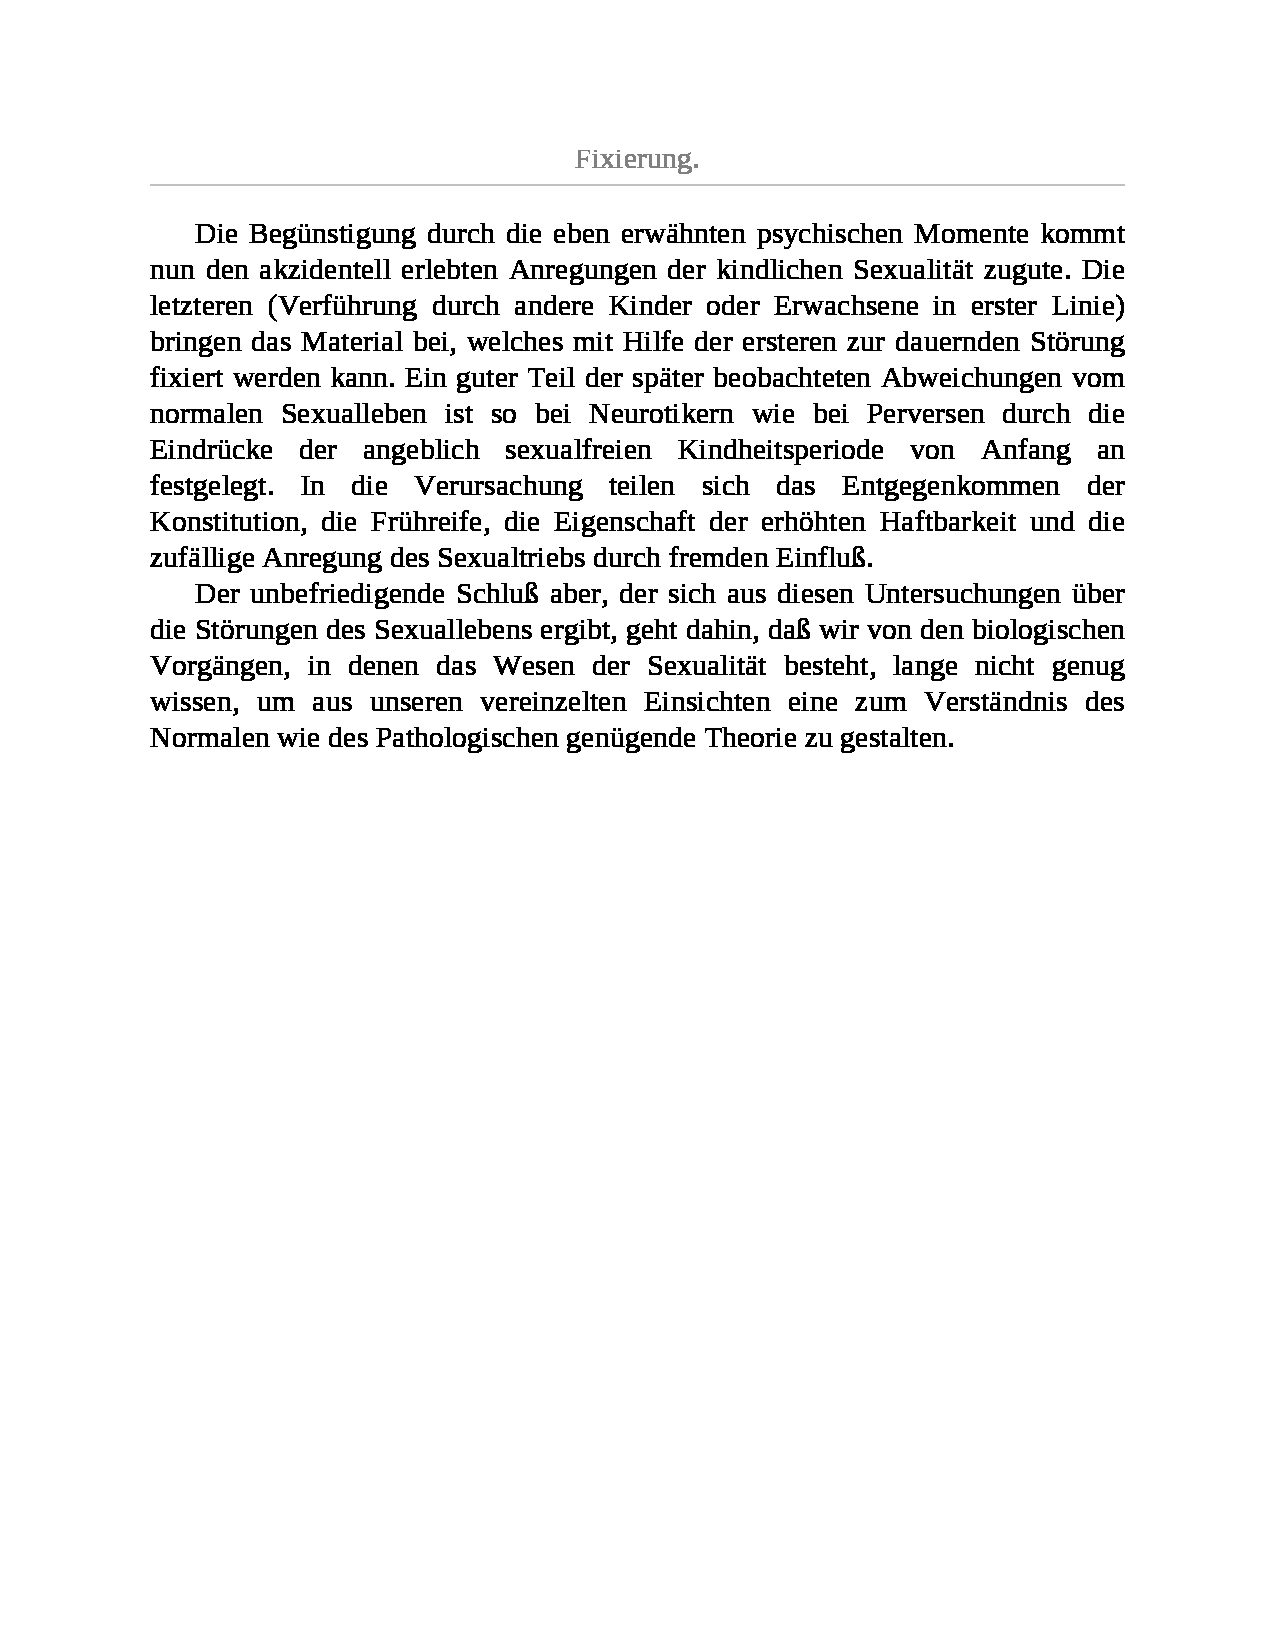 Fixierung.
Die Begünstigung durch die eben erwähnten psychischen Momente kommt
nun den akzidentell erlebten Anregungen der kindlichen Sexualität zugute. Die
letzteren (Verführung durch andere Kinder oder Erwachsene in erster Linie)
bringen das Material bei, welches mit Hilfe der ersteren zur dauernden Störung
fixiert werden kann. Ein guter Teil der später beobachteten Abweichungen vom
normalen Sexualleben ist so bei Neurotikern wie bei Perversen durch die
Eindrücke der angeblich sexualfreien Kindheitsperiode von Anfang an
festgelegt. In die Verursachung teilen sich das Entgegenkommen der
Konstitution, die Frühreife, die Eigenschaft der erhöhten Haftbarkeit und die
zufällige Anregung des Sexualtriebs durch fremden Einfluß.
Der unbefriedigende Schluß aber, der sich aus diesen Untersuchungen über
die Störungen des Sexuallebens ergibt, geht dahin, daß wir von den biologischen
Vorgängen, in denen das Wesen der Sexualität besteht, lange nicht genug
wissen, um aus unseren vereinzelten Einsichten eine zum Verständnis des
Normalen wie des Pathologischen genügende Theorie zu gestalten.